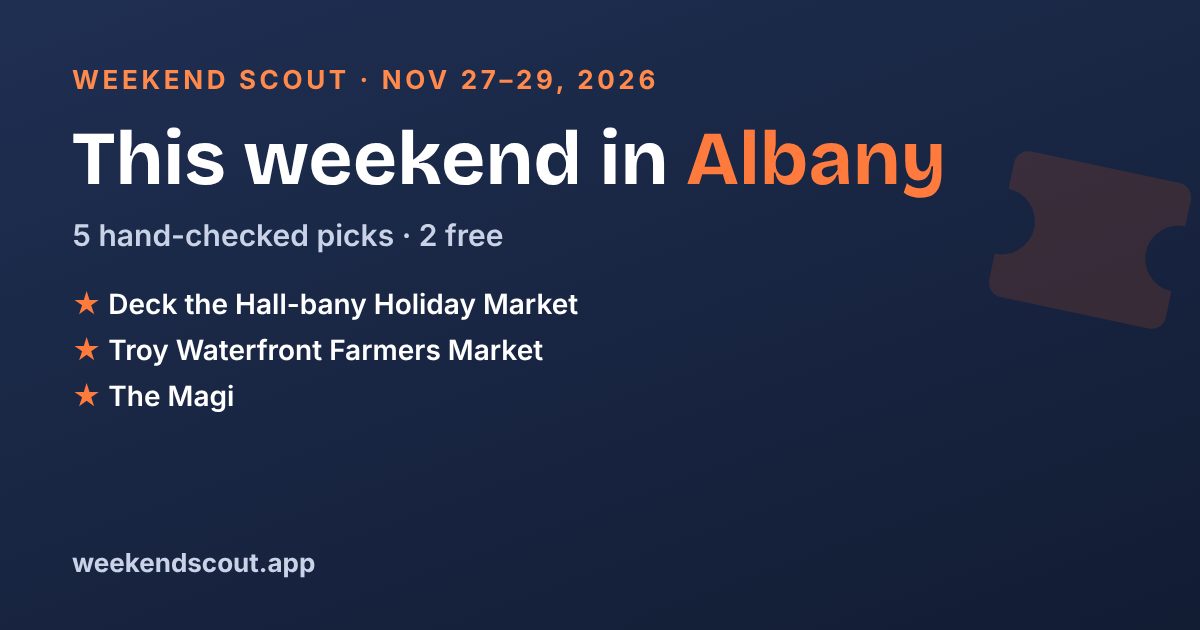 WEEKEND SCOUT · NOV 27–29, 2026
This weekend in Albany
5 hand-checked picks · 2 free
★ Deck the Hall-bany Holiday Market
★ Troy Waterfront Farmers Market
★ The Magi
weekendscout.app